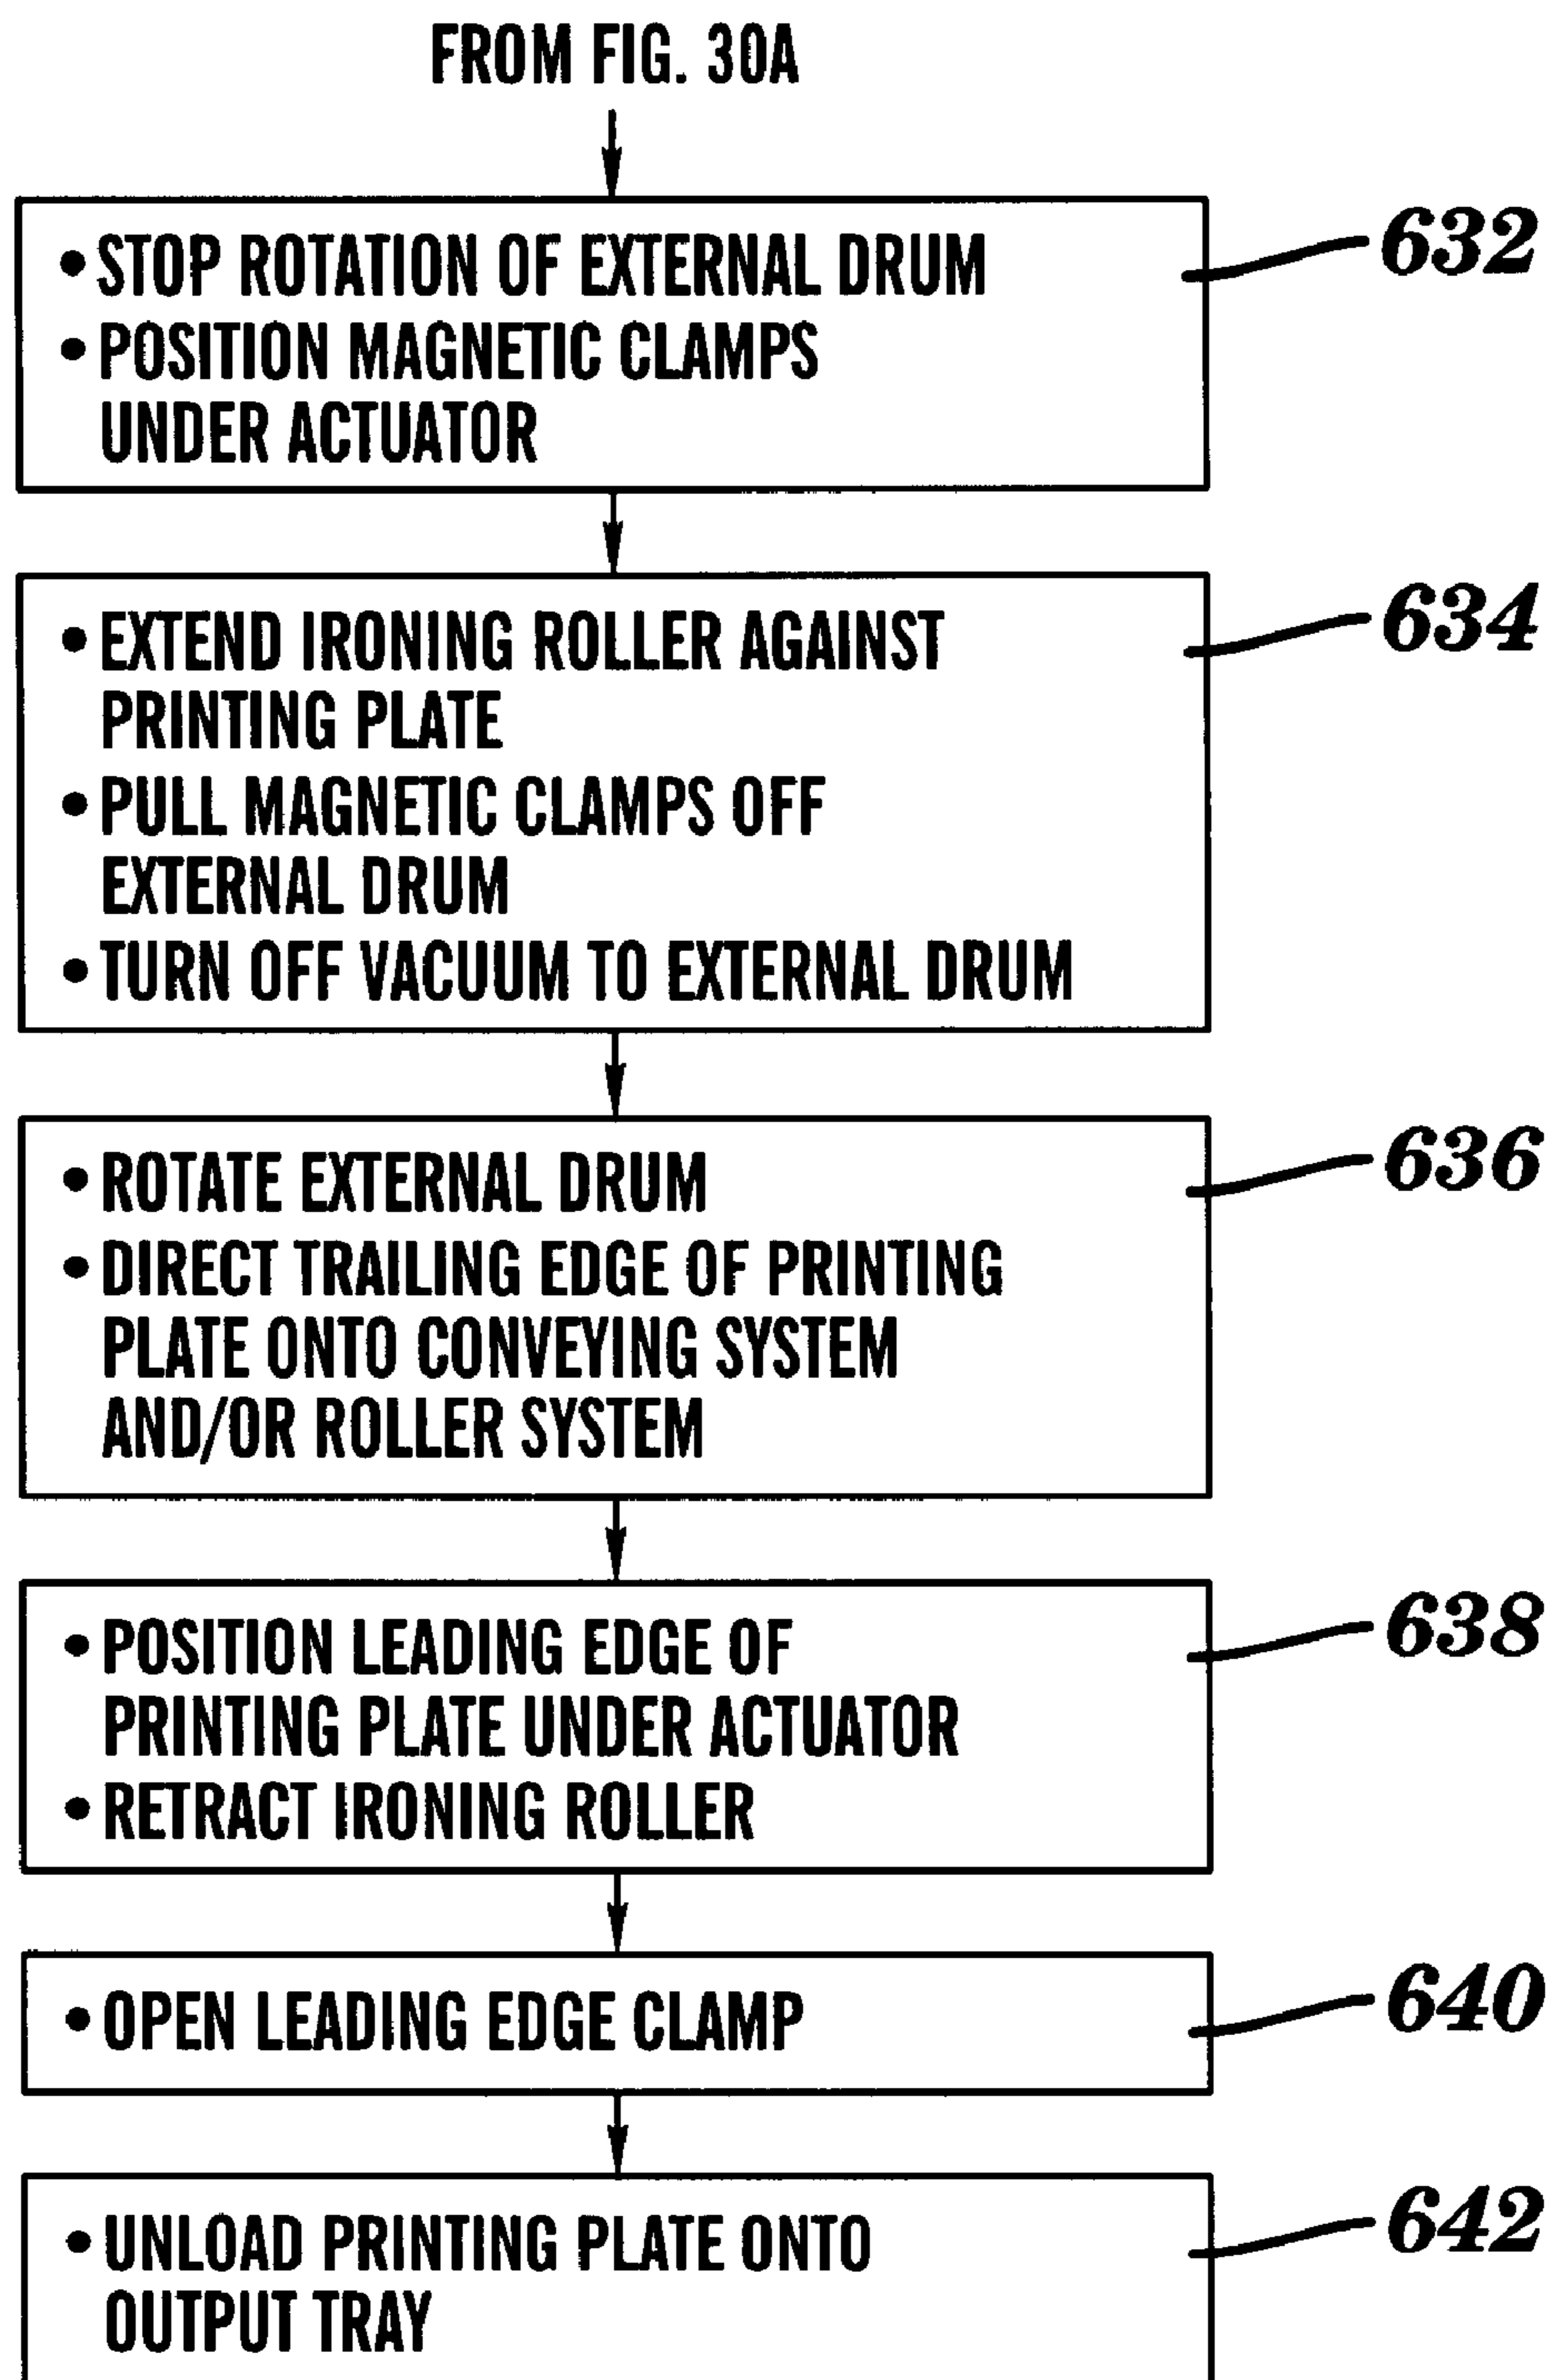 FROM FIG. 30A
• STOP ROTATION OF EXTERNAL DRUM
• POSITION MAGNETIC CLAMPS
UNDER ACTUATOR
632
• EXTEND IRONING ROLLER AGAINST
PRINTING PLATE
• PULL MAGNETIC CLAMPS OFF
EXTERNAL DRUM
• TURN OFF VACUUM TO EXTERNAL DRUM
634
• ROTATE EXTERNAL DRUM
• DIRECT TRAILING EDGE OF PRINTING
PLATE ONTO CONVEYING SYSTEM
AND/OR ROLLER SYSTEM
636
• POSITION LEADING EDGE OF
PRINTING PLATE UNDER ACTUATOR
• RETRACT IRONING ROLLER
638
• OPEN LEADING EDGE CLAMP
640
• UNLOAD PRINTING PLATE ONTO
OUTPUT TRAY
642